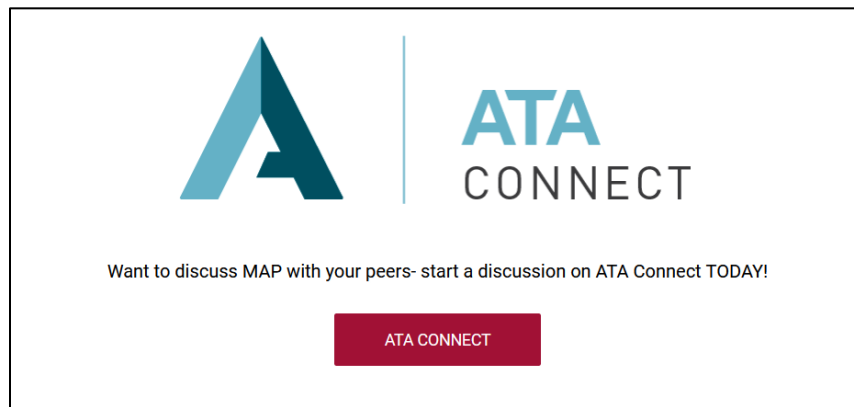 ATA
CONNECT
Want to discuss MAP with your peers- start a discussion on ATA Connect TODAY!
ATA CONNECT